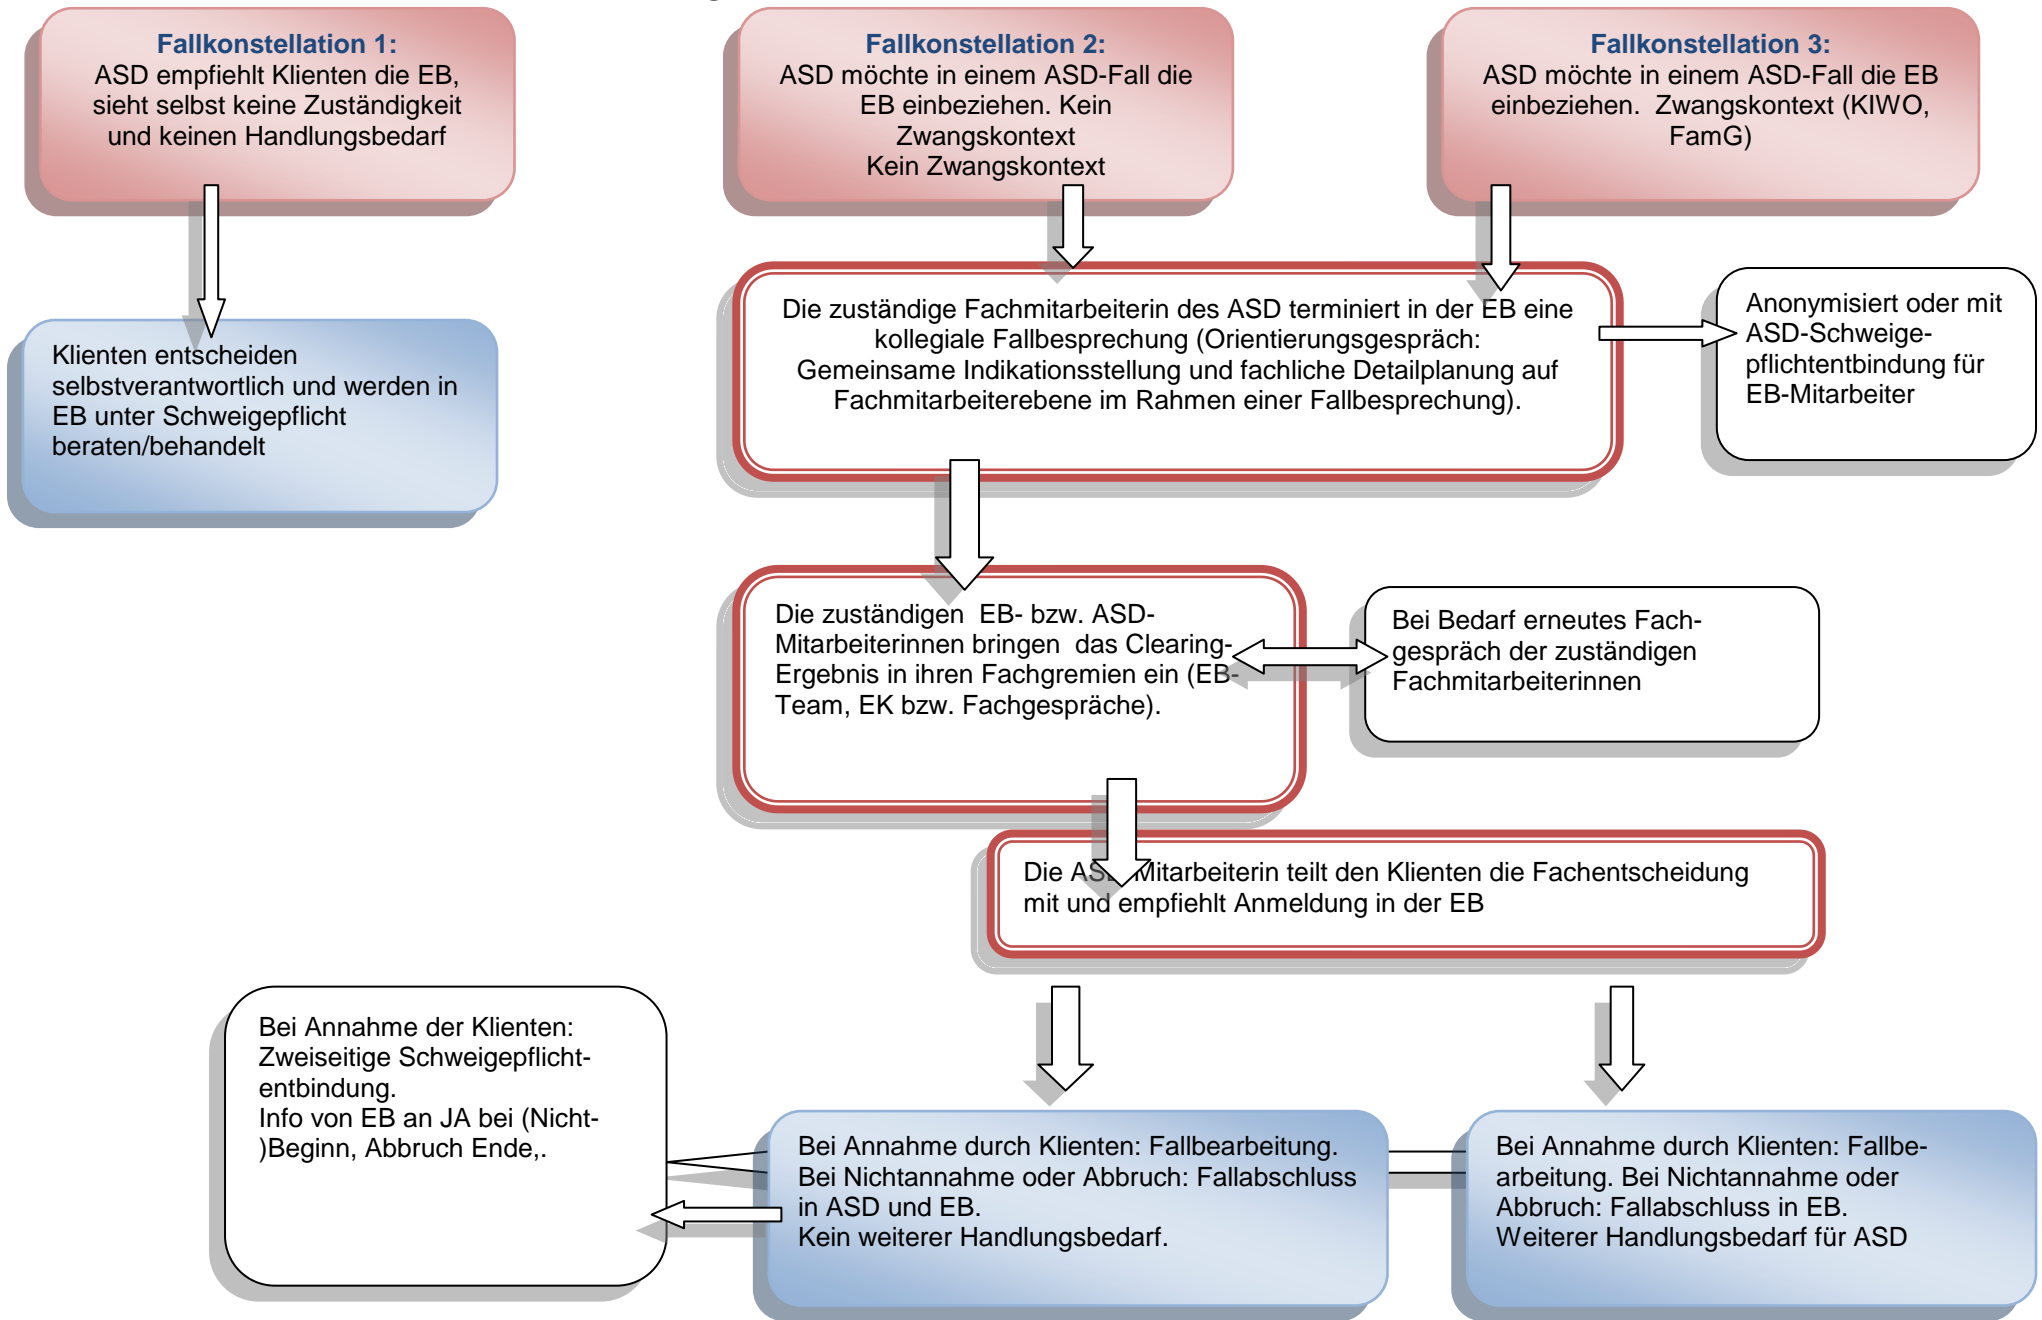 Fallkonstellation 1:
ASD empfiehlt Klienten die EB,
sieht selbst keine Zuständigkeit
und keinen Handlungsbedarf
Fallkonstellation 2:
ASD möchte in einem ASD-Fall die
EB einbeziehen. Kein
Zwangskontext
Kein Zwangskontext
Fallkonstellation 3:
ASD möchte in einem ASD-Fall die EB
einbeziehen.  Zwangskontext (KIWO,
FamG)
Klienten entscheiden
selbstverantwortlich und werden in
EB unter Schweigepflicht
beraten/behandelt
Die zuständige Fachmitarbeiterin des ASD terminiert in der EB eine
kollegiale Fallbesprechung (Orientierungsgespräch:
Gemeinsame Indikationsstellung und fachliche Detailplanung auf
Fachmitarbeiterebene im Rahmen einer Fallbesprechung).
Anonymisiert oder mit
ASD-Schweige-
pflichtentbindung für
EB-Mitarbeiter
Die zuständigen  EB- bzw. ASD-
Mitarbeiterinnen bringen  das Clearing-
Ergebnis in ihren Fachgremien ein (EB-
Team, EK bzw. Fachgespräche).
Bei Bedarf erneutes Fach-
gespräch der zuständigen
Fachmitarbeiterinnen
Die ASD-Mitarbeiterin teilt den Klienten die Fachentscheidung
mit und empfiehlt Anmeldung in der EB
Bei Annahme der Klienten:
Zweiseitige Schweigepflicht-
entbindung.
Info von EB an JA bei (Nicht-
)Beginn, Abbruch Ende,.
Bei Annahme durch Klienten: Fallbearbeitung.
Bei Nichtannahme oder Abbruch: Fallabschluss
in ASD und EB.
Kein weiterer Handlungsbedarf.
Bei Annahme durch Klienten: Fallbe-
arbeitung. Bei Nichtannahme oder
Abbruch: Fallabschluss in EB.
Weiterer Handlungsbedarf für ASD